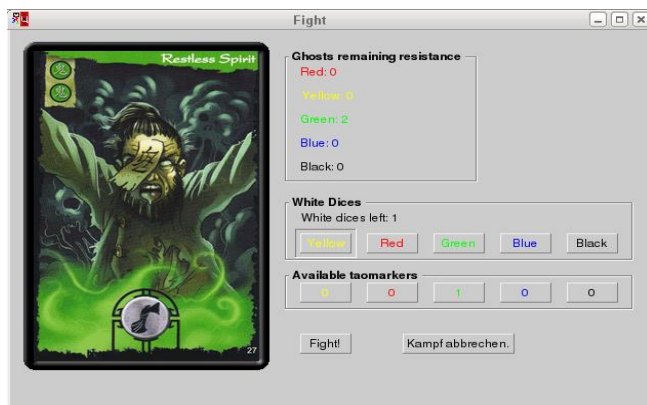 Fight
Restless Spirit
27
Ghosts remaining resistance
Red: 0
Yellow: 0
Green: 2
Blue: 0
Black: 0
White Dices
White dices left: 1
Yellow Red Green Blue Black
Available taomarkers
0 0 1 0 0
Fight! Kampf abbrechen.